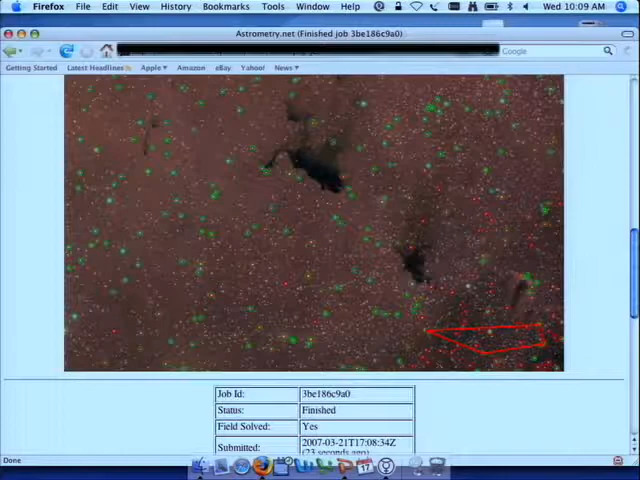 Firefox File Edit View History Bookmarks Tools Window Help Wed 10:09 AM
Astrometry.net (Finished job 3be186c9a0)
Google
Getting Started Latest Headlines Apple Amazon eBay Yahoo! News
Job Id: 3be186c9a0
Status: Finished
Field Solved: Yes
Submitted: 2007-03-21T17:08:34Z
(23 seconds ago)
Done
17